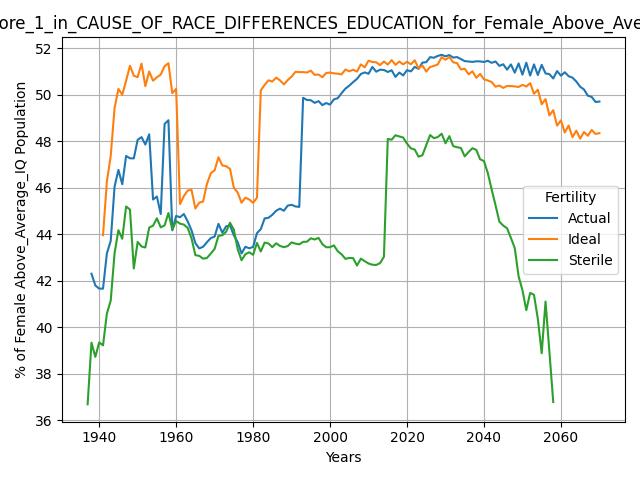 ore_1_in_CAUSE_OF_RACE_DIFFERENCES_EDUCATION_for_Female_Above_Ave
% of Female Above_Average_IQ Population
52
50
48
46
44
42
40
38
36
Fertility
Actual
Ideal
Sterile
1940
1960
1980
2000
2020
2040
2060
Years